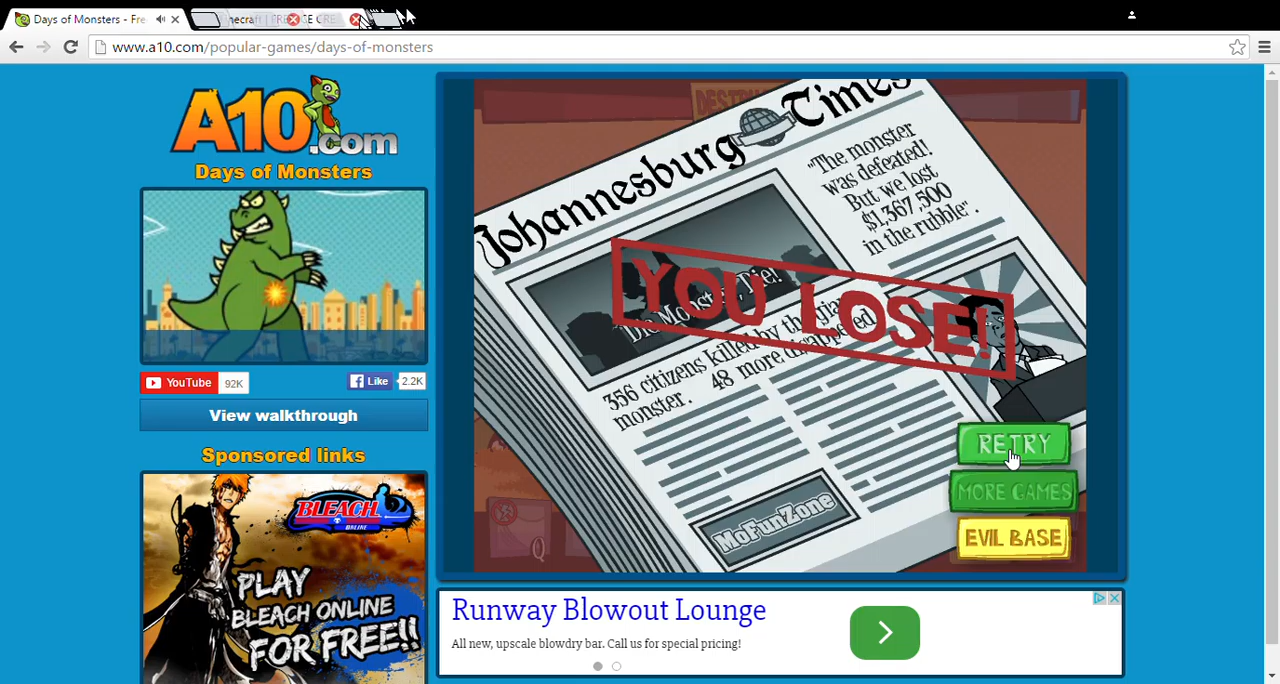 Days of Monsters - Fre
www.a10.com/popular-games/days-of-monsters
A10.com
Days of Monsters
YouTube 92K
Like 2.2K
View walkthrough
Sponsored links
BLEACH
ONLINE
PLAY
BLEACH ONLINE
FOR FREE!!
Johannesburg Times
"The monster
was defeated!
But we lost
$1,367,500
in the rubble".
YOU LOSE!
356 citizens killed by the giant
monster. 48 more disappeared
MoFunZone
RETRY
MORE GAMES
EVIL BASE
Q
Runway Blowout Lounge
All new, upscale blowdry bar. Call us for special pricing!